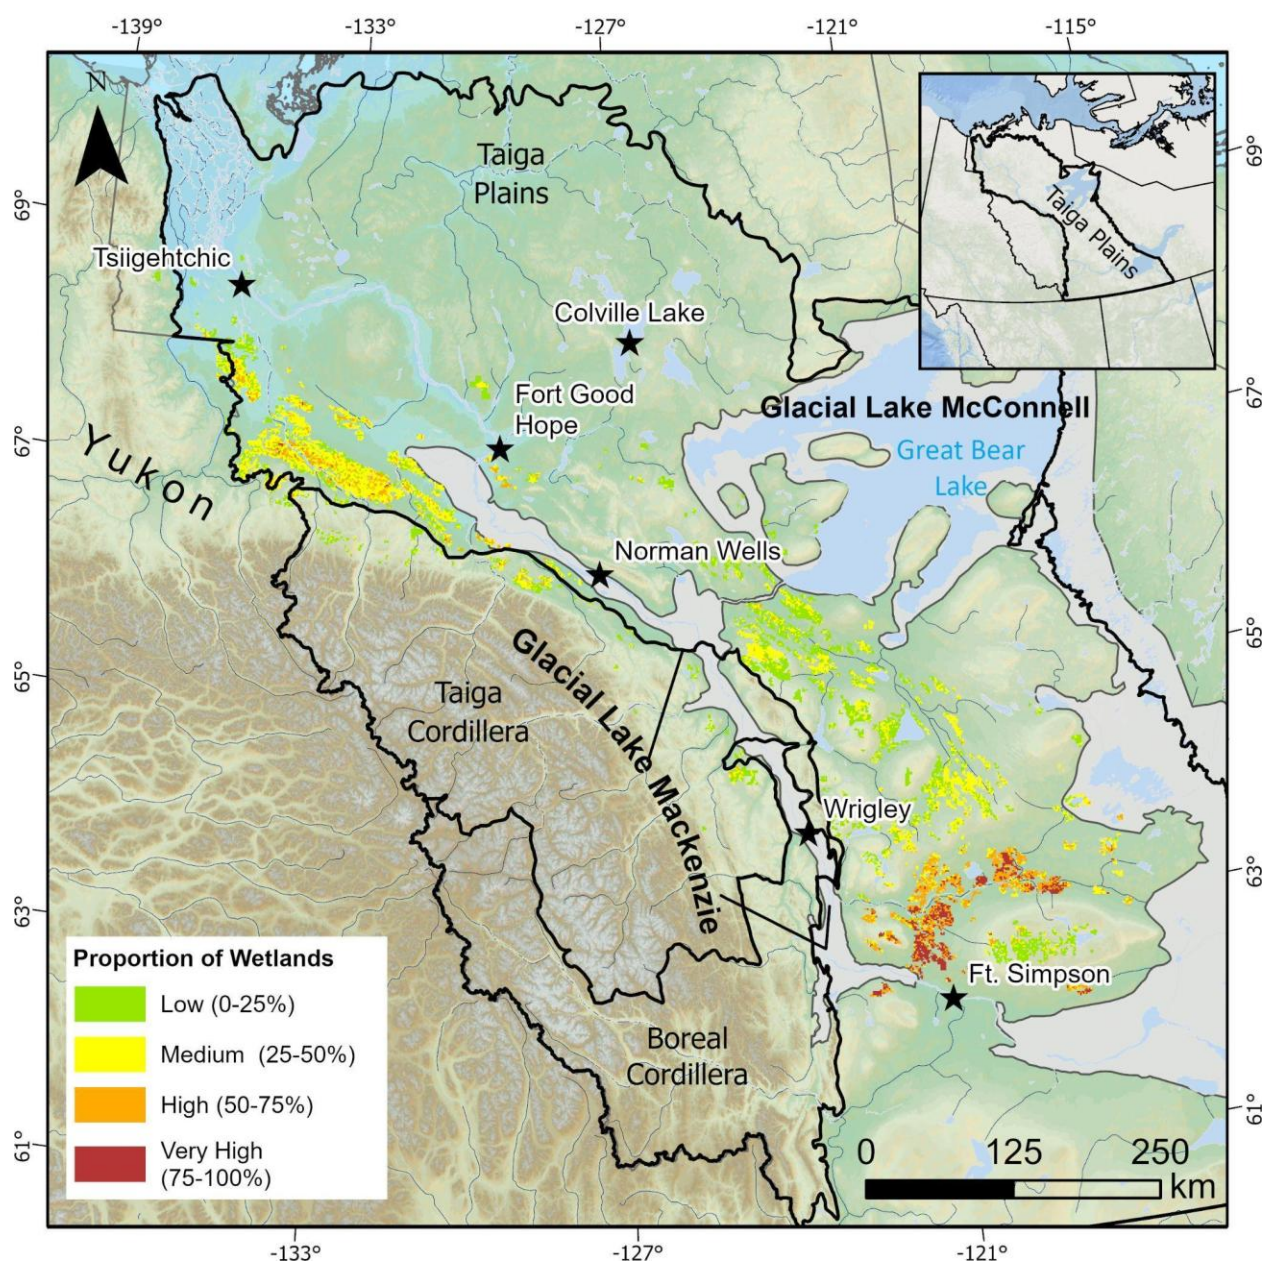 -139°
-133°
-127°
-121°
-115°
N
69°
67°
65°
63°
61°
69°
67°
65°
63°
61°
Taiga
Plains
Taiga Plains
Tsiigehtchic
Colville Lake
Fort Good
Hope
Glacial Lake McConnell
Great Bear
Lake
Yukon
Norman Wells
Glacial Lake Mackenzie
Taiga
Cordillera
Wrigley
Ft. Simpson
Boreal
Cordillera
Proportion of Wetlands
Low (0-25%)
Medium (25-50%)
High (50-75%)
Very High
(75-100%)
0 125 250
km
-133°
-127°
-121°